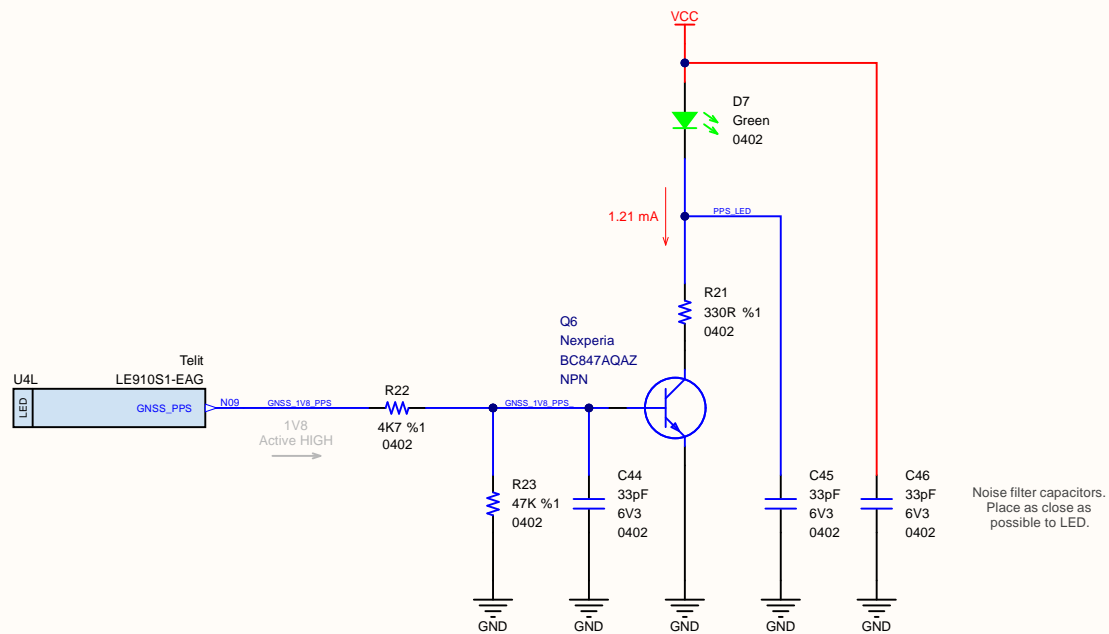 VCC
D7
Green
0402
1.21 mA
PPS_LED
R21
330R %1
0402
Q6
Nexperia
BC847AQAZ
NPN
Telit
U4L
LE910S1-EAG
LED
GNSS_PPS
N09
GNSS_1V8_PPS
R22
4K7 %1
0402
GNSS_1V8_PPS_
1V8
Active HIGH
R23
47K %1
0402
C44
33pF
6V3
0402
C45
33pF
6V3
0402
C46
33pF
6V3
0402
Noise filter capacitors.
Place as close as
possible to LED.
GND
GND
GND
GND
GND